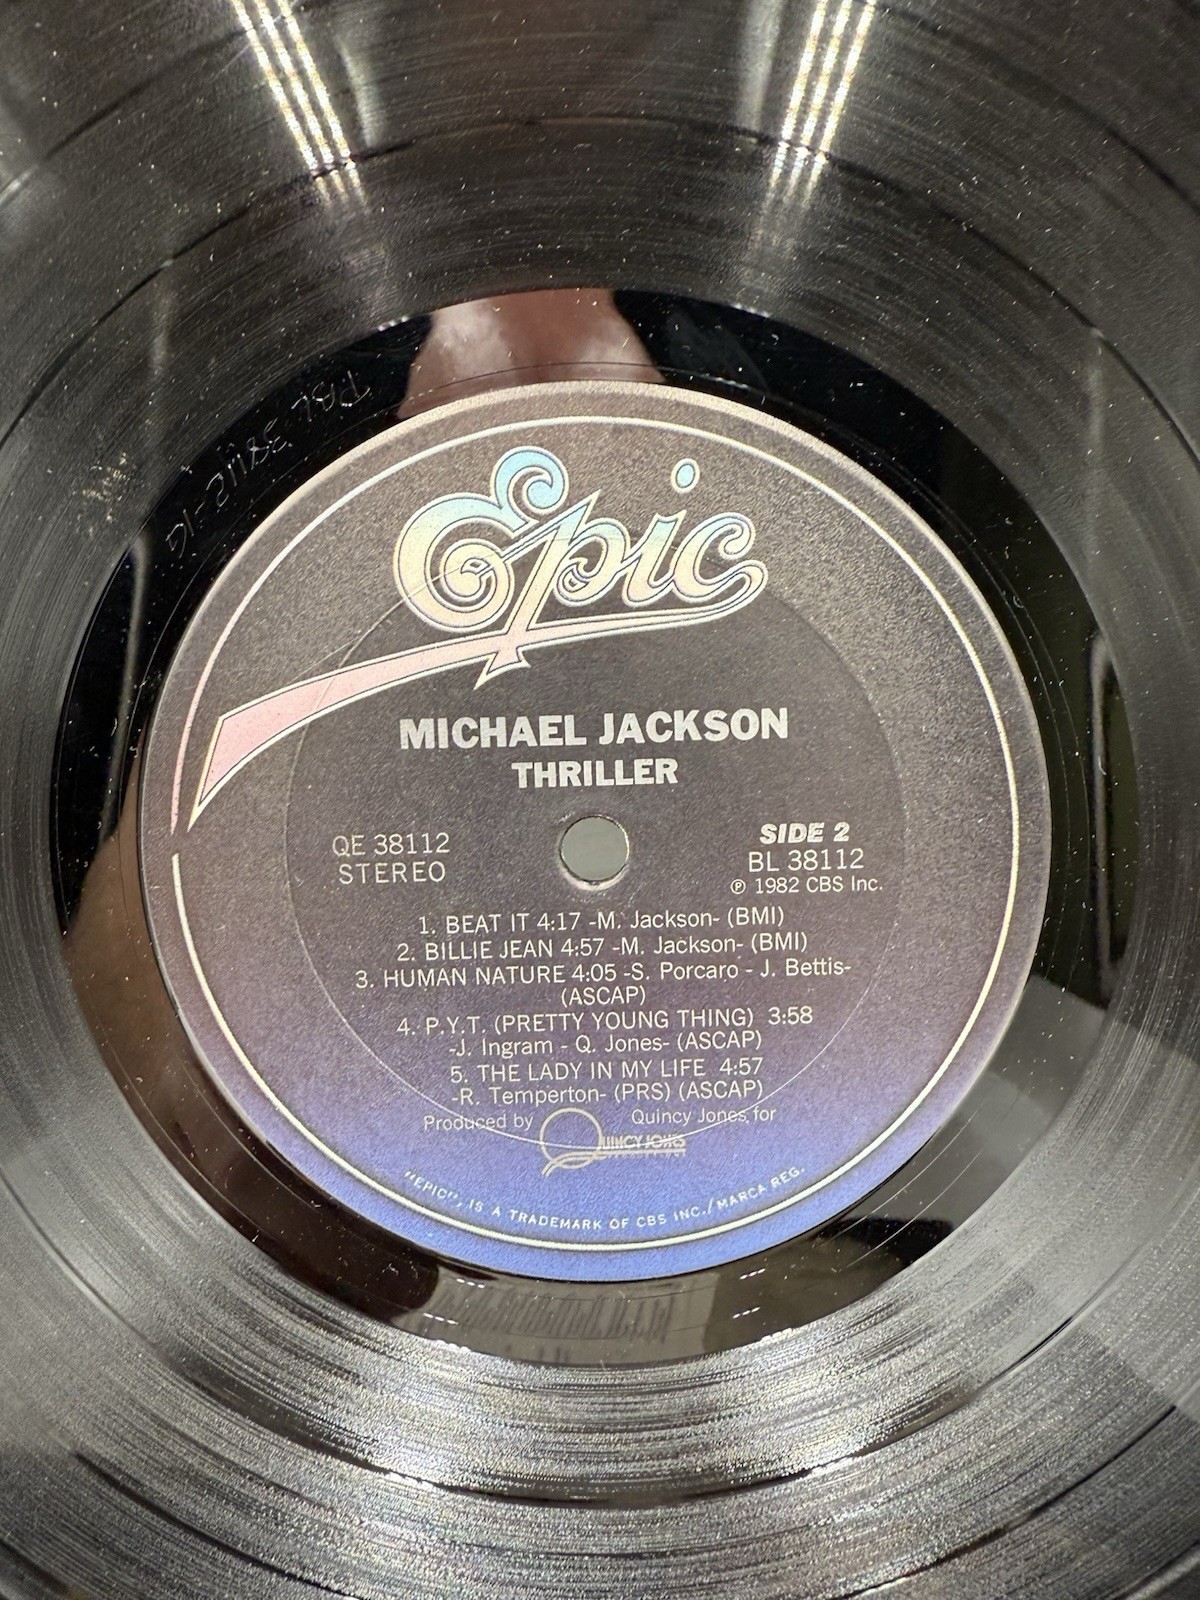 Epic
MICHAEL JACKSON
THRILLER
QE 38112
STEREO
SIDE 2
BL 38112
℗ 1982 CBS Inc.
1. BEAT IT 4:17 -M. Jackson- (BMI)
2. BILLIE JEAN 4:57 -M. Jackson- (BMI)
3. HUMAN NATURE 4:05 -S. Porcaro - J. Bettis-
(ASCAP)
4. P.Y.T. (PRETTY YOUNG THING) 3:58
-J. Ingram - Q. Jones- (ASCAP)
5. THE LADY IN MY LIFE 4:57
-R. Temperton- (PRS) (ASCAP)
Produced by Quincy Jones for
QUINCY JONES
"EPIC", IS A TRADEMARK OF CBS INC./MARCA REG.